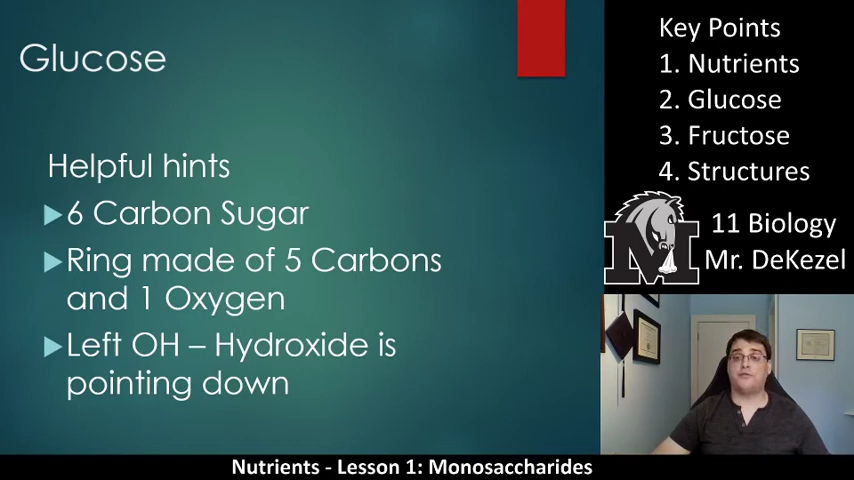 Glucose
Helpful hints
6 Carbon Sugar
Ring made of 5 Carbons
and 1 Oxygen
Left OH – Hydroxide is
pointing down
Key Points
1. Nutrients
2. Glucose
3. Fructose
4. Structures
M
11 Biology
Mr. DeKezel
Nutrients - Lesson 1: Monosaccharides